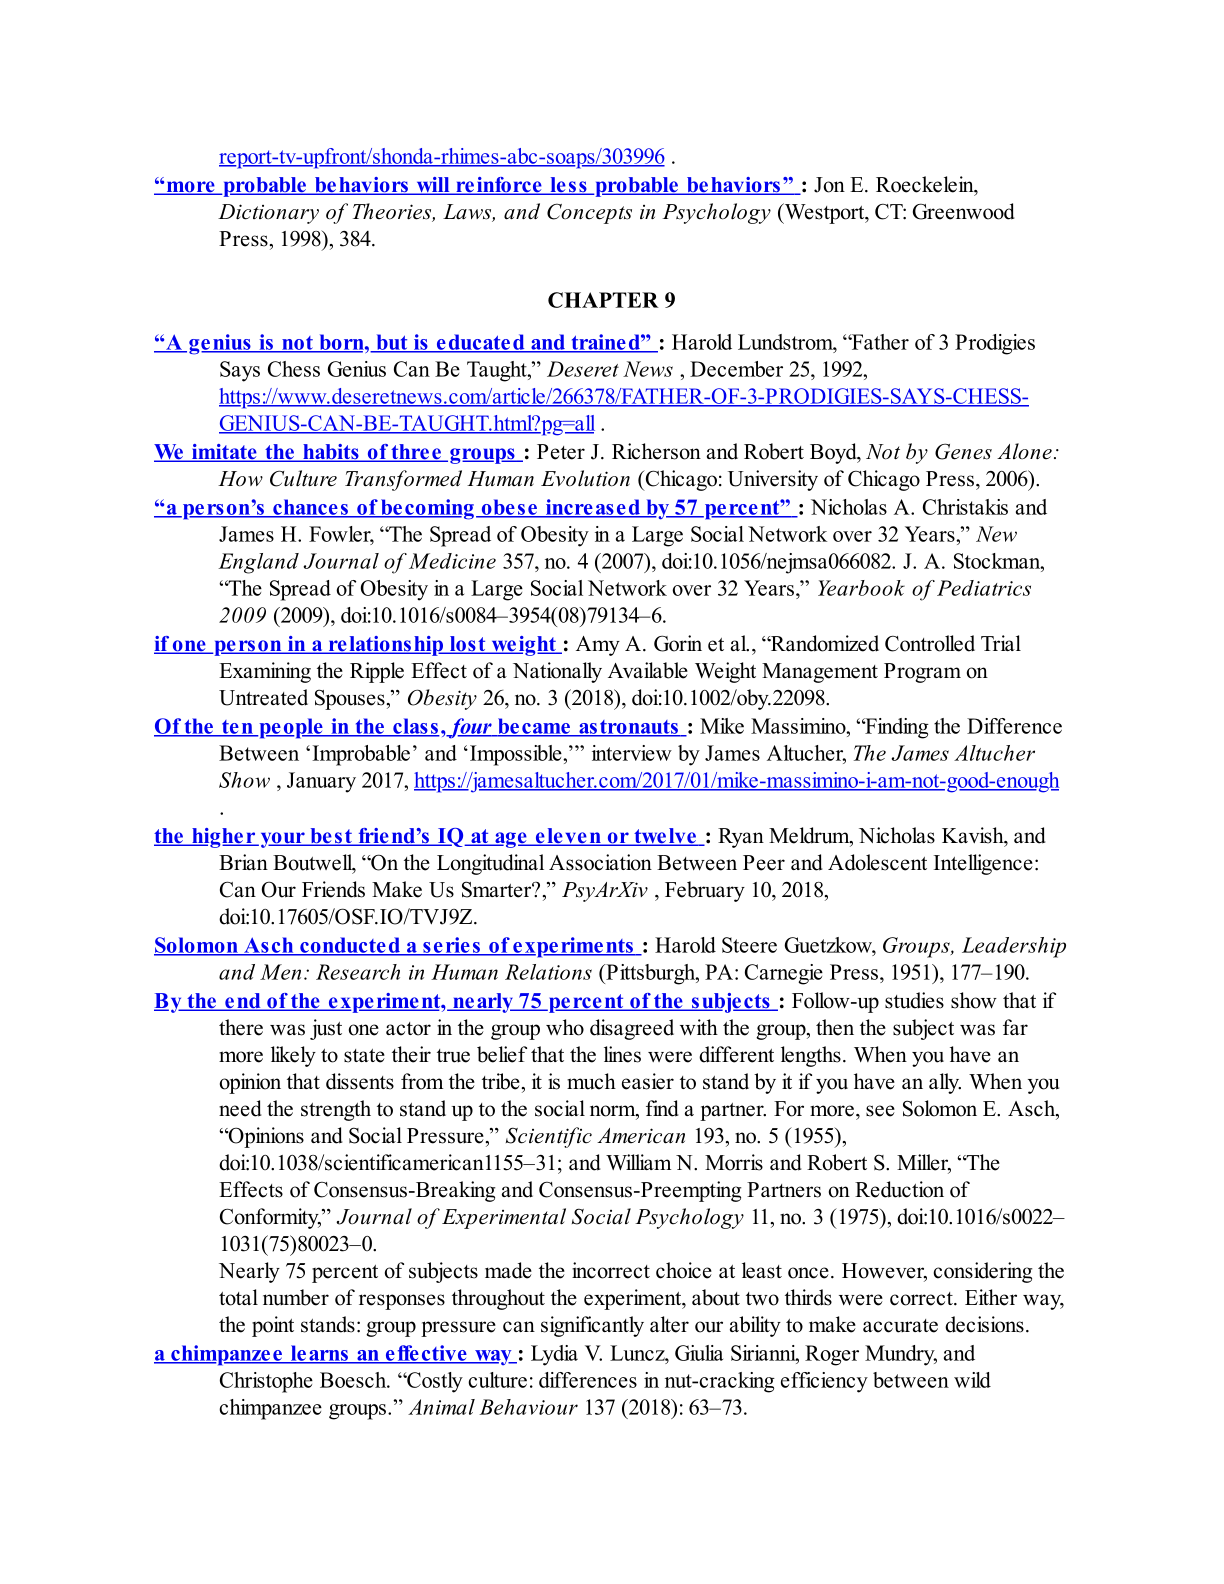 report-tv-upfront/shonda-rhimes-abc-soaps/303996 .
“more probable behaviors will reinforce less probable behaviors” : Jon E. Roeckelein,
Dictionary of Theories, Laws, and Concepts in Psychology (Westport, CT: Greenwood
Press, 1998), 384.
CHAPTER 9
“A genius is not born, but is educated and trained” : Harold Lundstrom, “Father of 3 Prodigies
Says Chess Genius Can Be Taught,” Deseret News , December 25, 1992,
https://www.deseretnews.com/article/266378/FATHER-OF-3-PRODIGIES-SAYS-CHESS-
GENIUS-CAN-BE-TAUGHT.html?pg=all .
We imitate the habits of three groups : Peter J. Richerson and Robert Boyd, Not by Genes Alone:
How Culture Transformed Human Evolution (Chicago: University of Chicago Press, 2006).
“a person’s chances of becoming obese increased by 57 percent” : Nicholas A. Christakis and
James H. Fowler, “The Spread of Obesity in a Large Social Network over 32 Years,” New
England Journal of Medicine 357, no. 4 (2007), doi:10.1056/nejmsa066082. J. A. Stockman,
“The Spread of Obesity in a Large Social Network over 32 Years,” Yearbook of Pediatrics
2009 (2009), doi:10.1016/s0084–3954(08)79134–6.
if one person in a relationship lost weight : Amy A. Gorin et al., “Randomized Controlled Trial
Examining the Ripple Effect of a Nationally Available Weight Management Program on
Untreated Spouses,” Obesity 26, no. 3 (2018), doi:10.1002/oby.22098.
Of the ten people in the class, four became astronauts : Mike Massimino, “Finding the Difference
Between ‘Improbable’ and ‘Impossible,’” interview by James Altucher, The James Altucher
Show , January 2017, https://jamesaltucher.com/2017/01/mike-massimino-i-am-not-good-enough
.
the higher your best friend’s IQ at age eleven or twelve : Ryan Meldrum, Nicholas Kavish, and
Brian Boutwell, “On the Longitudinal Association Between Peer and Adolescent Intelligence:
Can Our Friends Make Us Smarter?,” PsyArXiv , February 10, 2018,
doi:10.17605/OSF.IO/TVJ9Z.
Solomon Asch conducted a series of experiments : Harold Steere Guetzkow, Groups, Leadership
and Men: Research in Human Relations (Pittsburgh, PA: Carnegie Press, 1951), 177–190.
By the end of the experiment, nearly 75 percent of the subjects : Follow-up studies show that if
there was just one actor in the group who disagreed with the group, then the subject was far
more likely to state their true belief that the lines were different lengths. When you have an
opinion that dissents from the tribe, it is much easier to stand by it if you have an ally. When you
need the strength to stand up to the social norm, find a partner. For more, see Solomon E. Asch,
“Opinions and Social Pressure,” Scientific American 193, no. 5 (1955),
doi:10.1038/scientificamerican1155–31; and William N. Morris and Robert S. Miller, “The
Effects of Consensus-Breaking and Consensus-Preempting Partners on Reduction of
Conformity,” Journal of Experimental Social Psychology 11, no. 3 (1975), doi:10.1016/s0022–
1031(75)80023–0.
Nearly 75 percent of subjects made the incorrect choice at least once. However, considering the
total number of responses throughout the experiment, about two thirds were correct. Either way,
the point stands: group pressure can significantly alter our ability to make accurate decisions.
a chimpanzee learns an effective way : Lydia V. Luncz, Giulia Sirianni, Roger Mundry, and
Christophe Boesch. “Costly culture: differences in nut-cracking efficiency between wild
chimpanzee groups.” Animal Behaviour 137 (2018): 63–73.